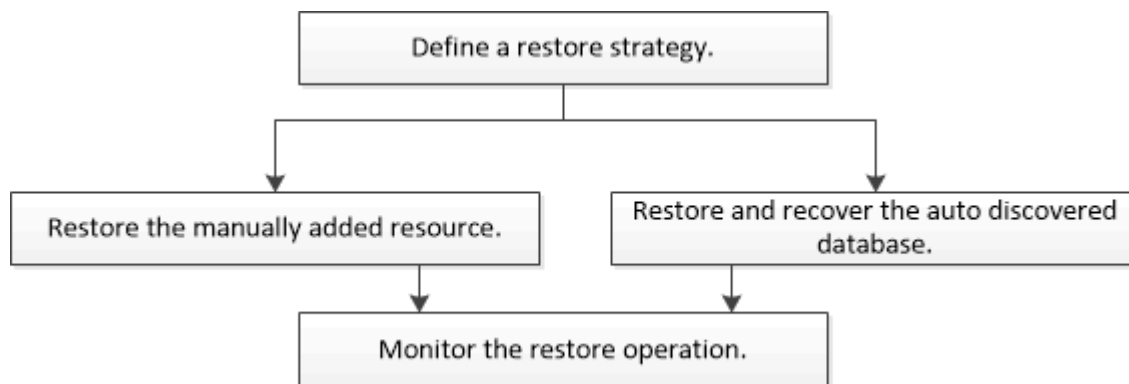 Define a restore strategy.
Restore the manually added resource.
Restore and recover the auto discovered
database.
Monitor the restore operation.